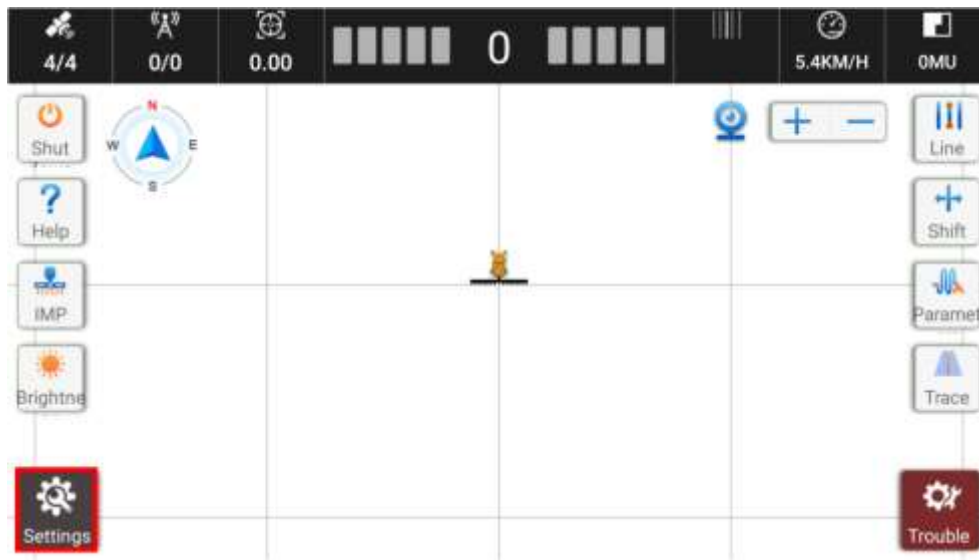 4/4
0/0
0.00
0
5.4KM/H
0MU
Shut
N
W
E
S
Line
Help
Shift
IMP
Paramet
Brightne
Trace
Settings
Trouble